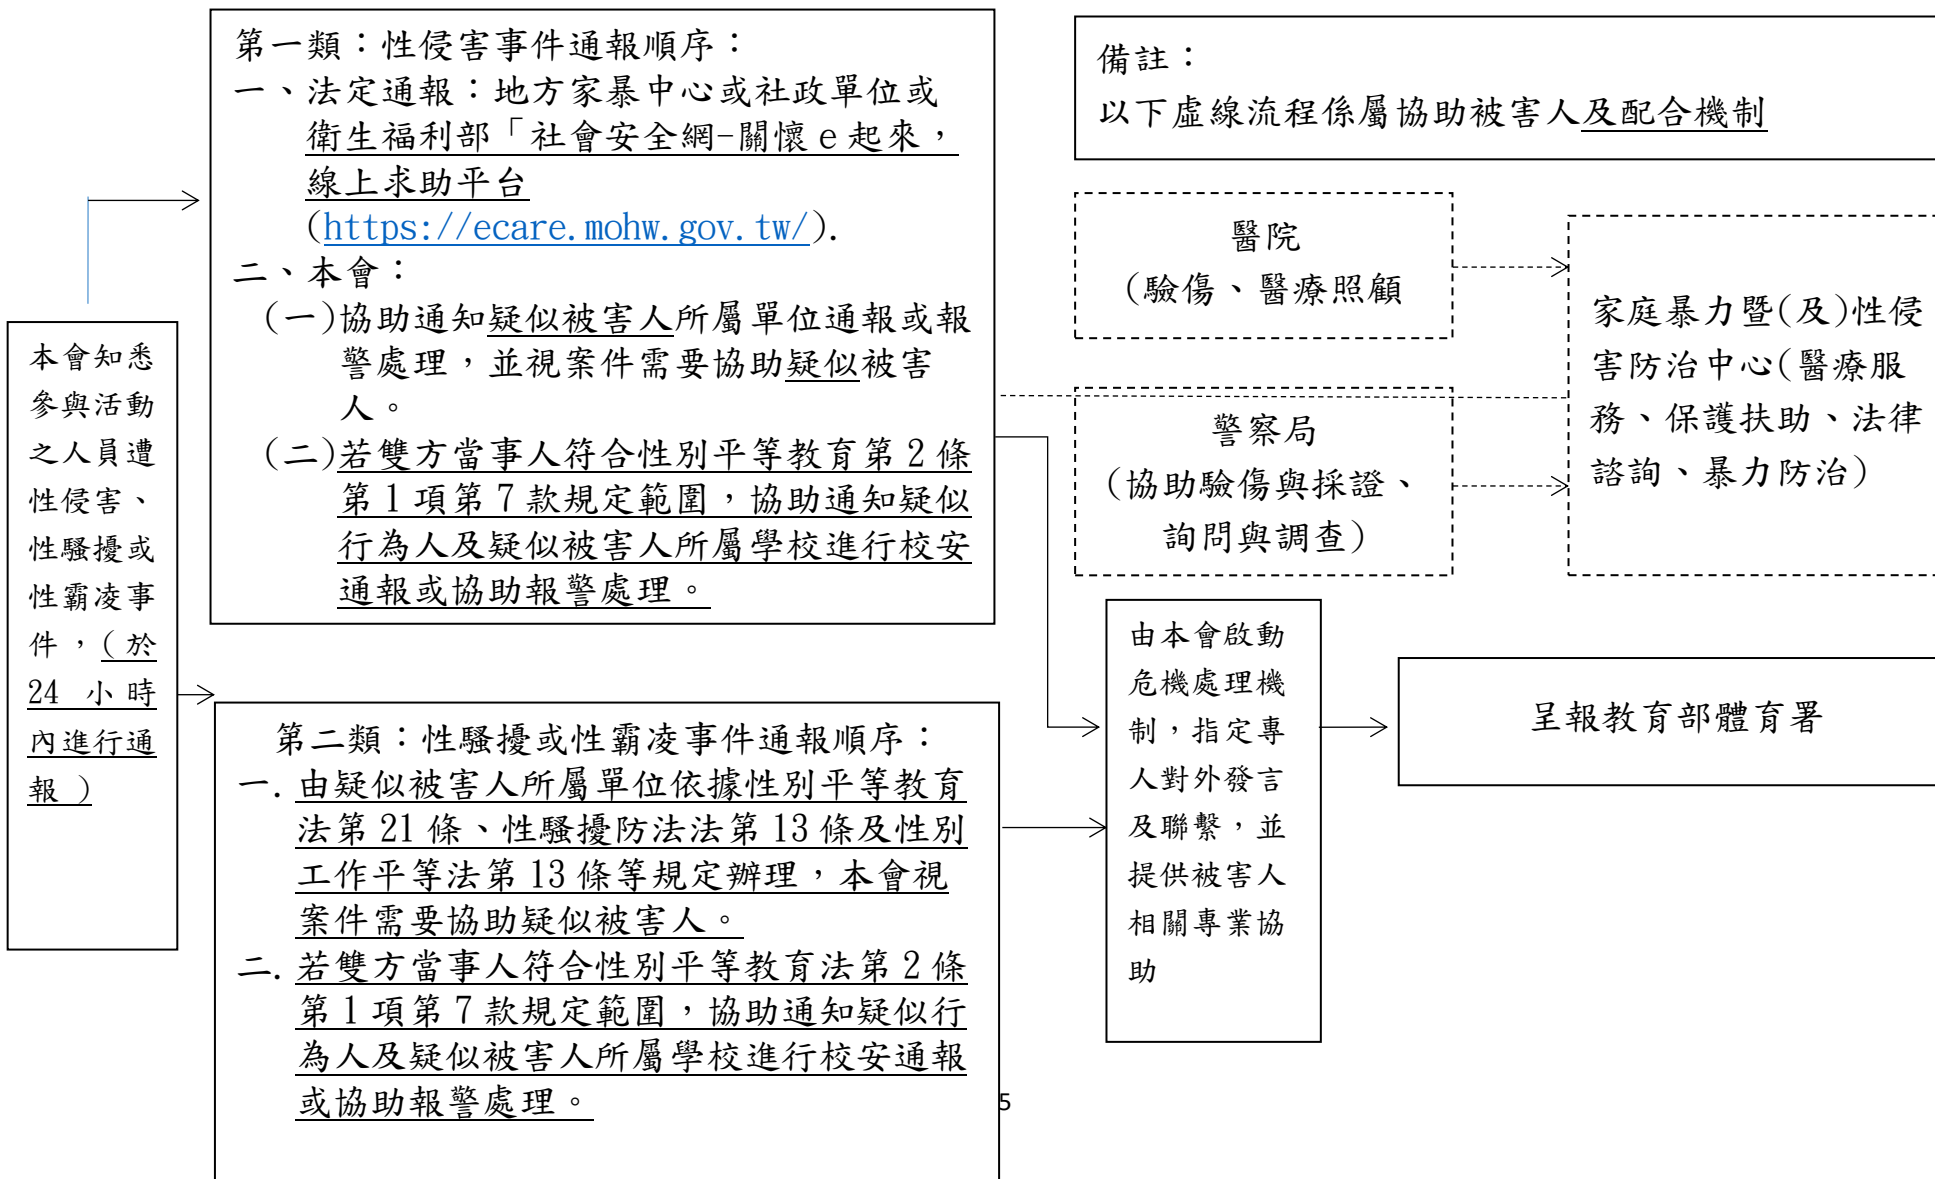 本會知悉
參與活動
之人員遭
性侵害、
性騷擾或
性霸凌事
件，(於
24 小時
內進行通
報 )
第一類：性侵害事件通報順序：
一、法定通報：地方家暴中心或社政單位或
衛生福利部「社會安全網-關懷 e 起來，
線上求助平台
(https://ecare.mohw.gov.tw/).
二、本會：
(一)協助通知疑似被害人所屬單位通報或報
警處理，並視案件需要協助疑似被害
人。
(二)若雙方當事人符合性別平等教育第 2 條
第 1 項第 7 款規定範圍，協助通知疑似
行為人及疑似被害人所屬學校進行校安
通報或協助報警處理。
第二類：性騷擾或性霸凌事件通報順序：
一. 由疑似被害人所屬單位依據性別平等教育
法第 21 條、性騷擾防法法第 13 條及性別
工作平等法第 13 條等規定辦理，本會視
案件需要協助疑似被害人。
二. 若雙方當事人符合性別平等教育法第 2 條
第 1 項第 7 款規定範圍，協助通知疑似行
為人及疑似被害人所屬學校進行校安通報
或協助報警處理。
備註：
以下虛線流程係屬協助被害人及配合機制
醫院
(驗傷、醫療照顧
警察局
(協助驗傷與採證、
詢問與調查)
家庭暴力暨(及)性侵
害防治中心(醫療服
務、保護扶助、法律
諮詢、暴力防治)
由本會啟動
危機處理機
制，指定專
人對外發言
及聯繫，並
提供被害人
相關專業協
助
呈報教育部體育署
5